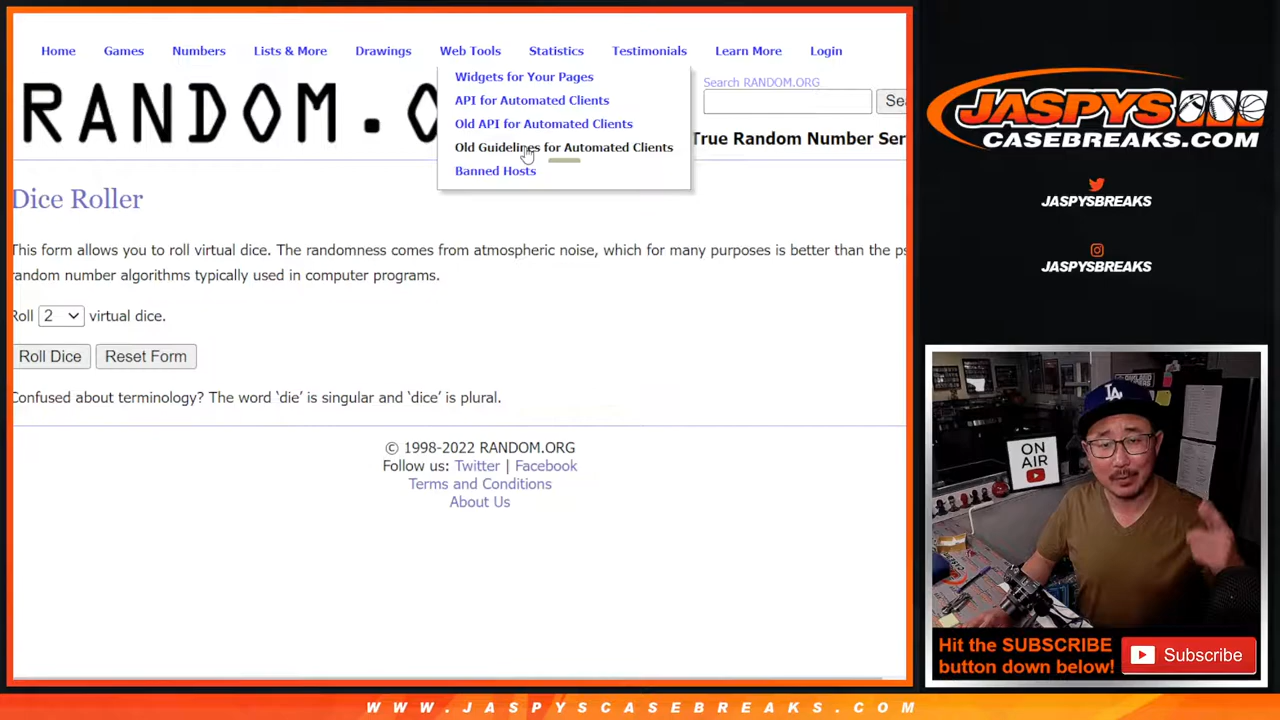 Home Games Numbers Lists & More Drawings Web Tools Statistics Testimonials Learn More Login
Widgets for Your Pages
API for Automated Clients
Old API for Automated Clients
Old Guidelines for Automated Clients
Banned Hosts
Search RANDOM.ORG
RANDOM.O
True Random Number Ser
Dice Roller
This form allows you to roll virtual dice. The randomness comes from atmospheric noise, which for many purposes is better than the ps
random number algorithms typically used in computer programs.
Roll 2 virtual dice.
Roll Dice Reset Form
Confused about terminology? The word ‘die’ is singular and ‘dice’ is plural.
© 1998-2022 RANDOM.ORG
Follow us: Twitter | Facebook
Terms and Conditions
About Us
JASPYS
CASEBREAKS
JASPYSBREAKS
JASPYSBREAKS
ON
AIR
LA
Hit the SUBSCRIBE
button down below!
Subscribe
WWW.JASPYSCASEBREAKS.COM